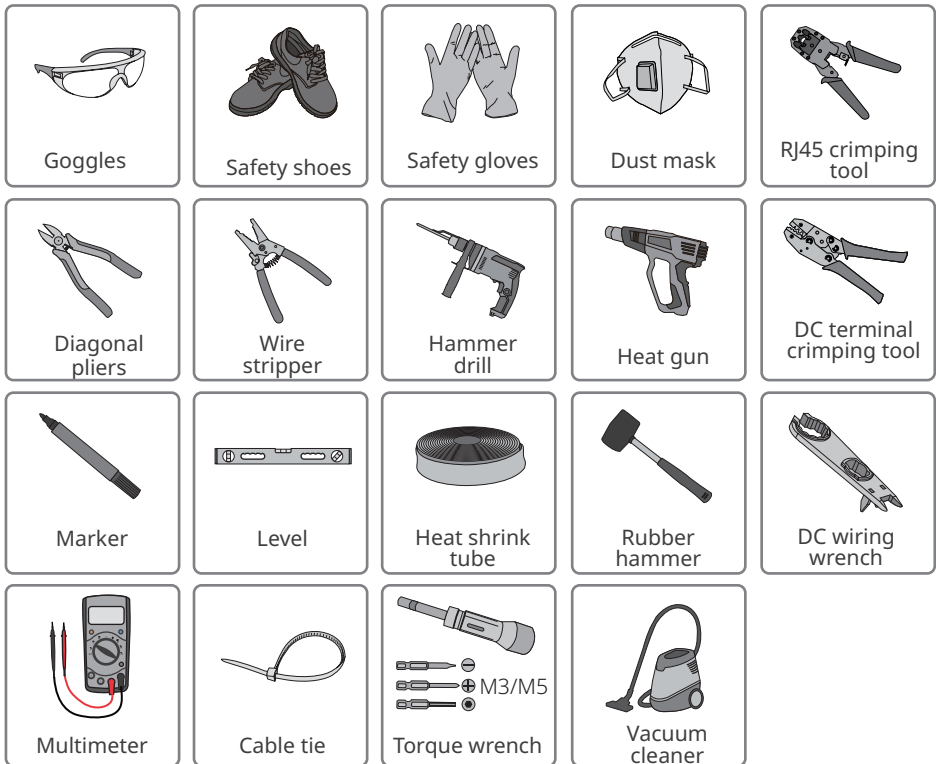 Goggles
Safety shoes
Safety gloves
Dust mask
RJ45 crimping
tool
Diagonal
pliers
Wire
stripper
Hammer
drill
Heat gun
DC terminal
crimping tool
Marker
Level
Heat shrink
tube
Rubber
hammer
DC wiring
wrench
Multimeter
Cable tie
M3/M5
Torque wrench
Vacuum
cleaner